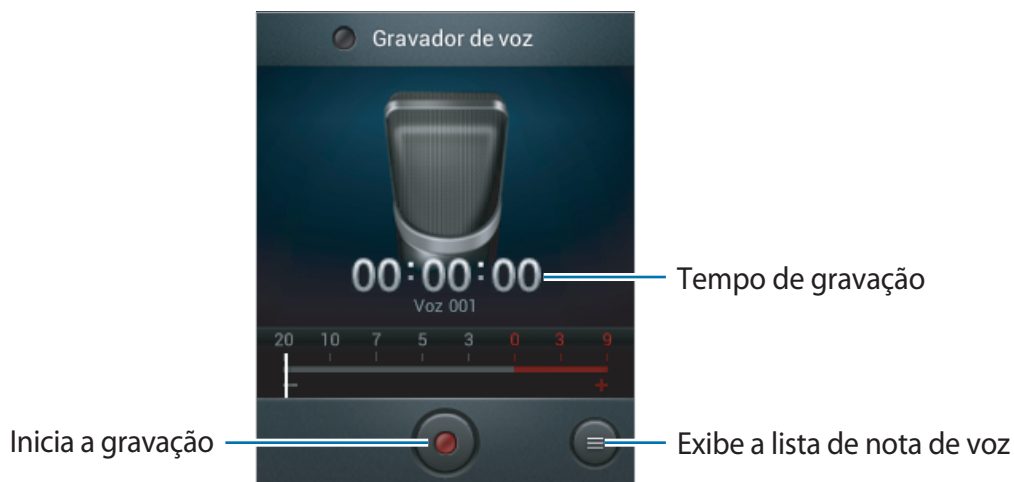 Gravador de voz
00:00:00
Tempo de gravação
Voz 001
20 10 7 5 3 0 3 9
- +
Inicia a gravação
Exibe a lista de nota de voz